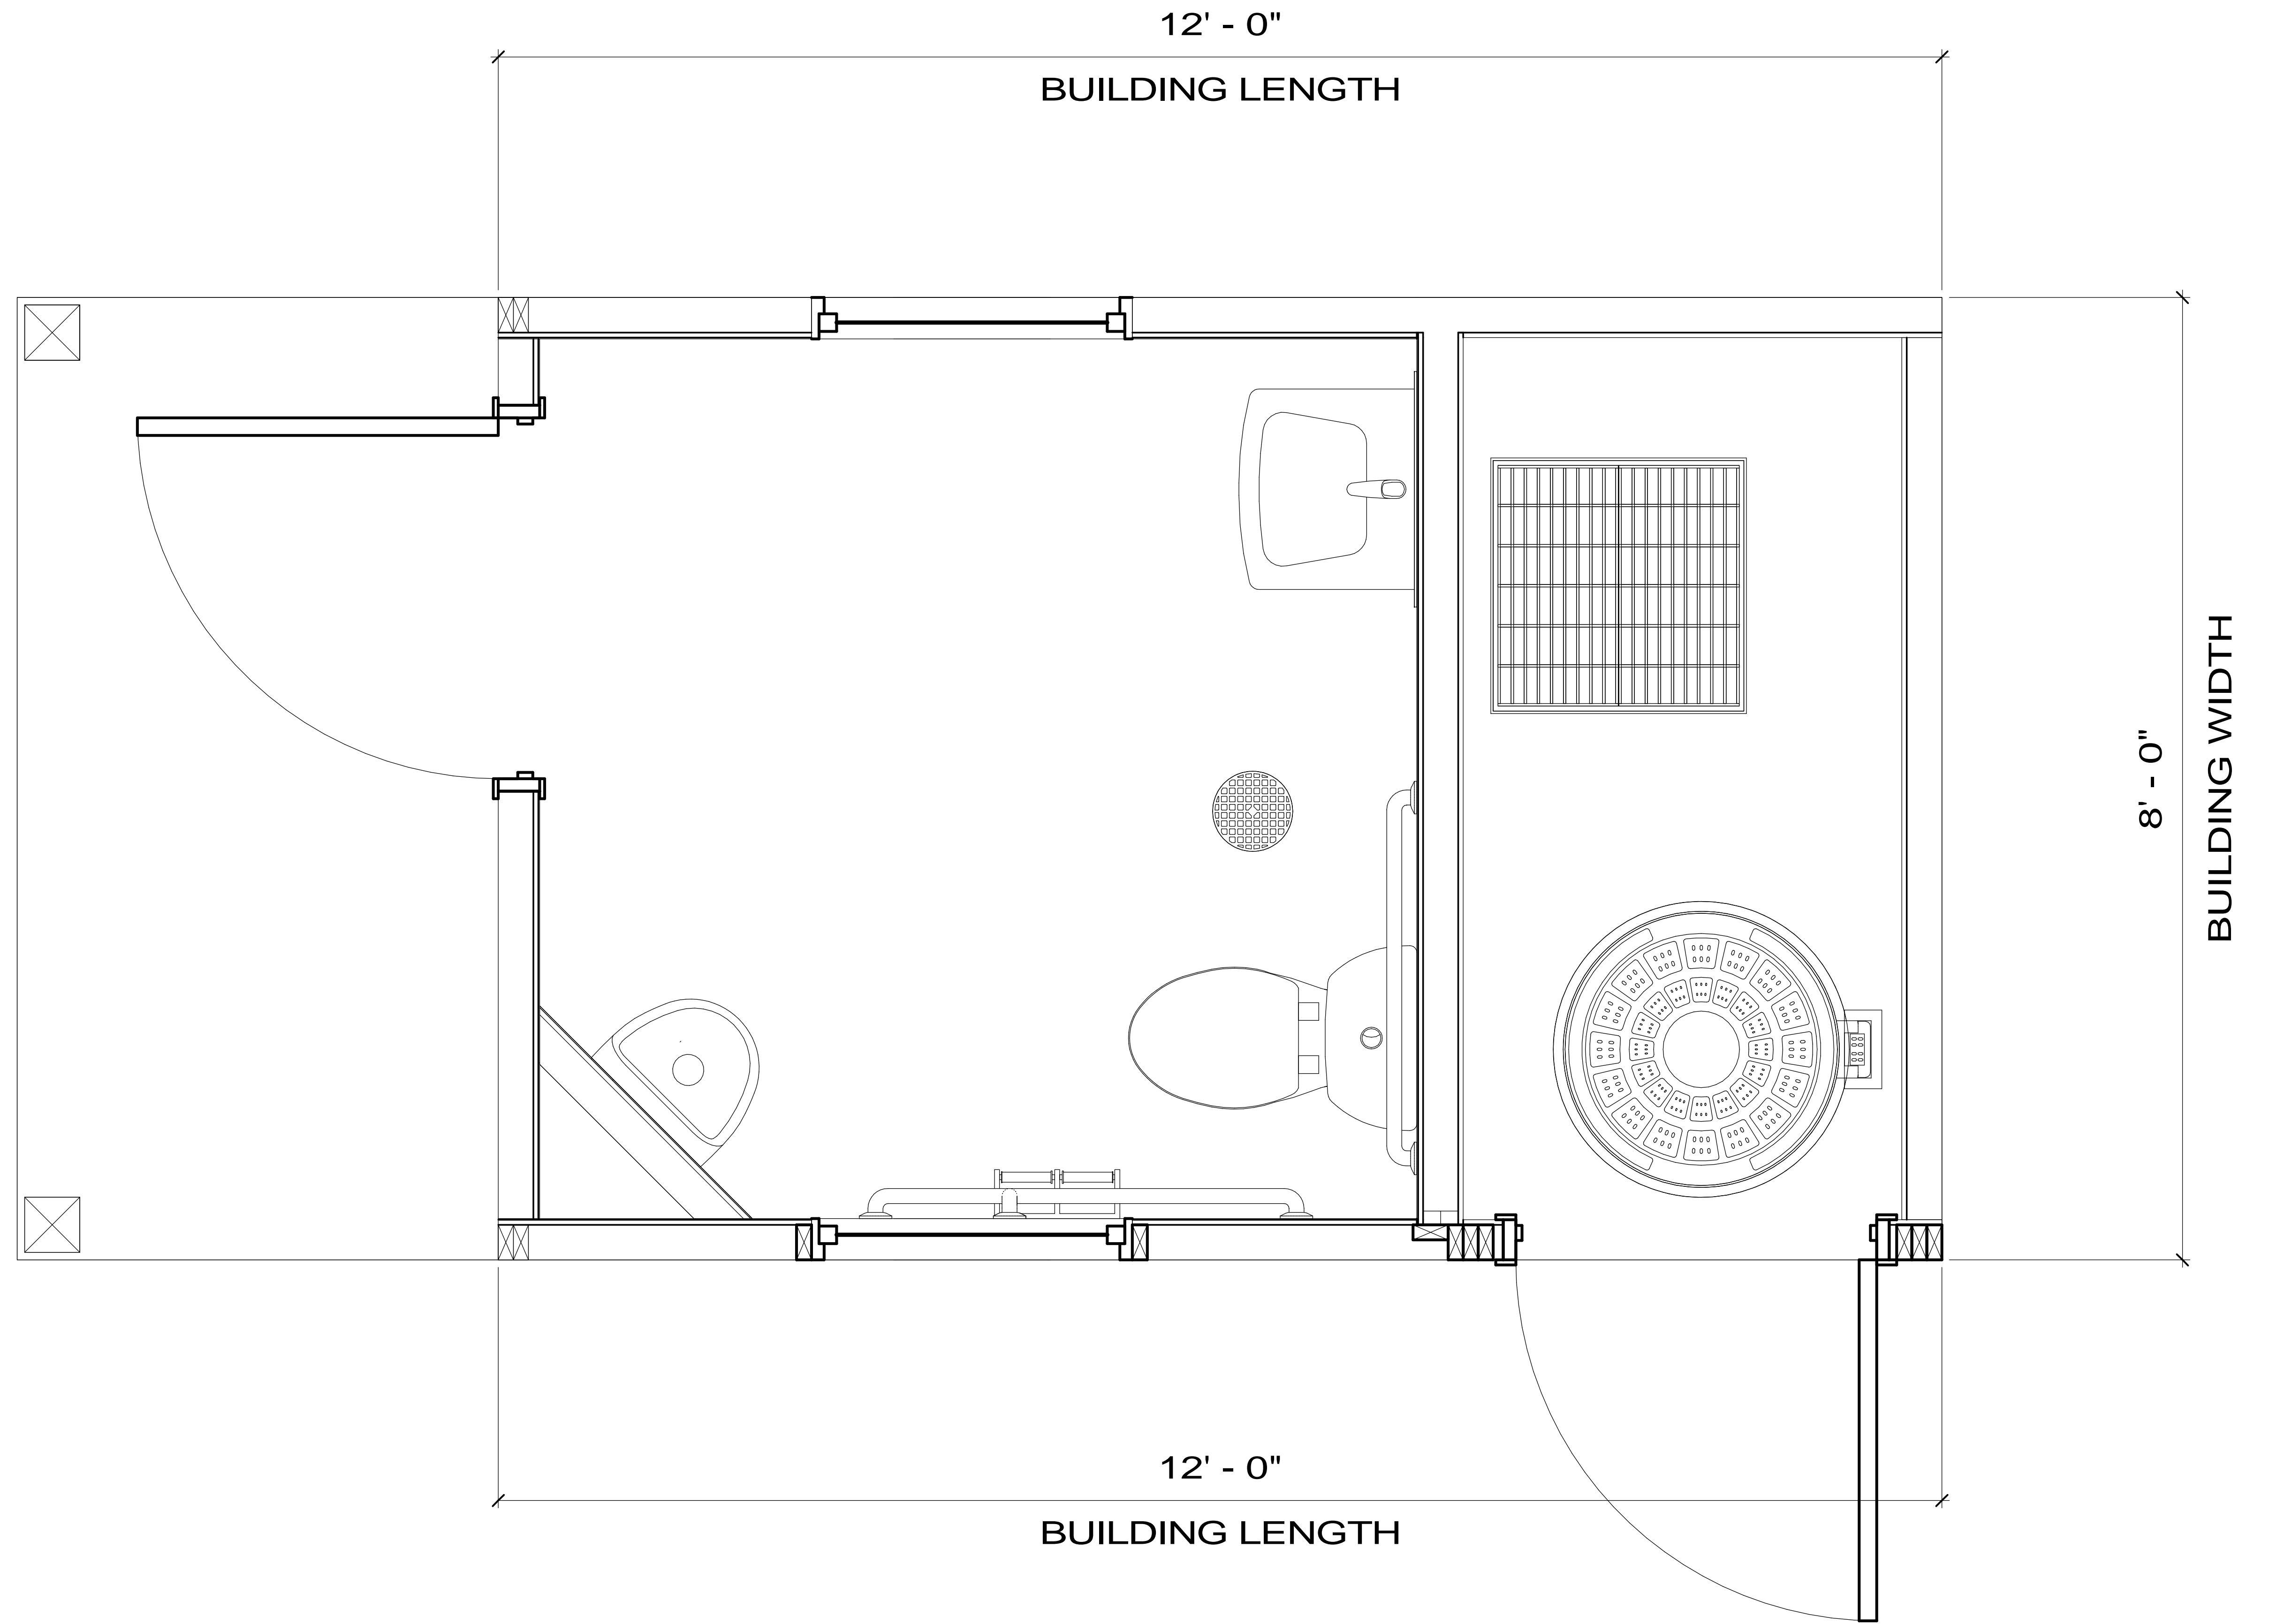 12' - 0"
BUILDING LENGTH
8' - 0"
BUILDING WIDTH
12' - 0"
BUILDING LENGTH